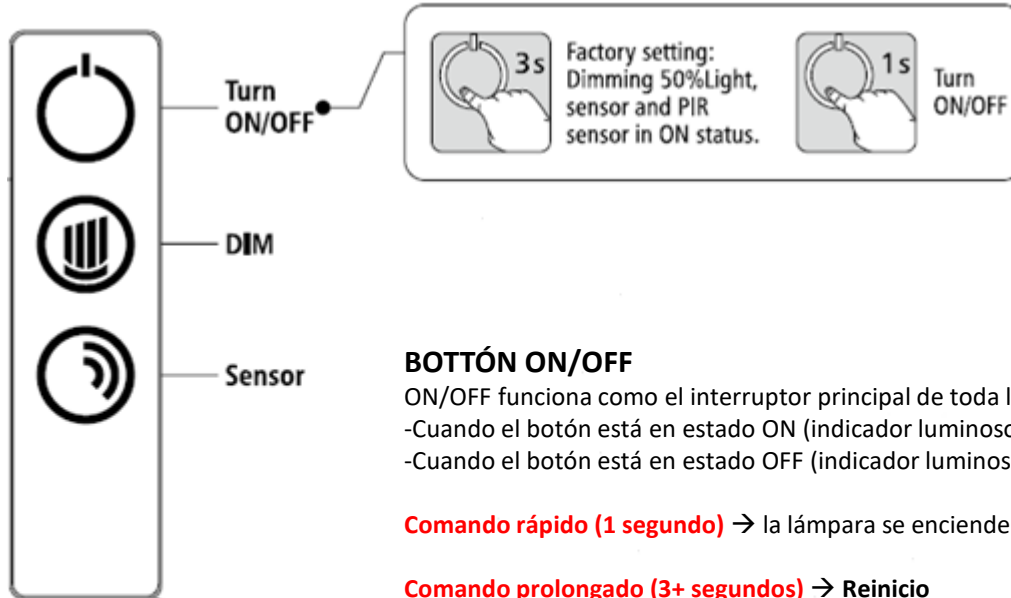 Turn
ON/OFF
3s
Factory setting:
Dimming 50%Light,
sensor and PIR
sensor in ON status.
1s
Turn
ON/OFF
DIM
Sensor
BOTTÓN ON/OFF
ON/OFF funciona como el interruptor principal de toda
-Cuando el botón está en estado ON (indicador luminoso
-Cuando el botón está en estado OFF (indicador
Comando rápido (1 segundo) → la lámpara se enciende
Comando prolongado (3+ segundos) → Reinicio